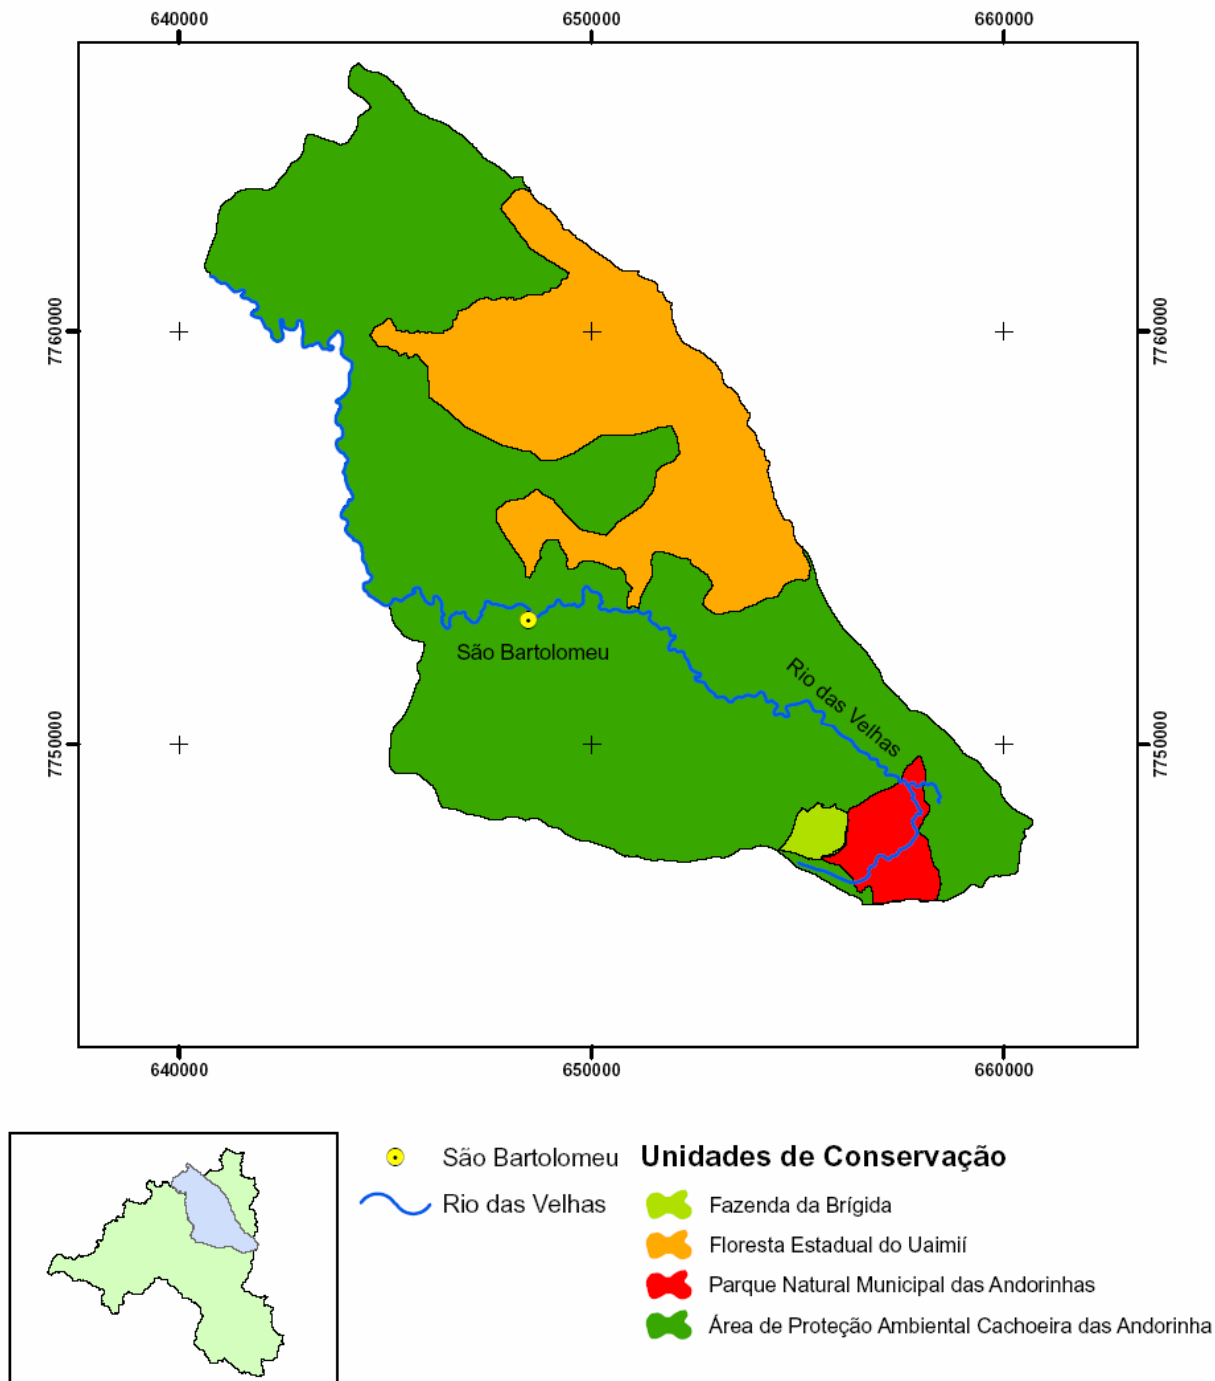 640000 650000 660000
7760000 7760000
São Bartolomeu
Rio das Velhas
7750000 7750000
640000 650000 660000
São Bartolomeu
Rio das Velhas
Unidades de Conservação
Fazenda da Brígida
Floresta Estadual do Uaimií
Parque Natural Municipal das Andorinhas
Área de Proteção Ambiental Cachoeira das Andorinha